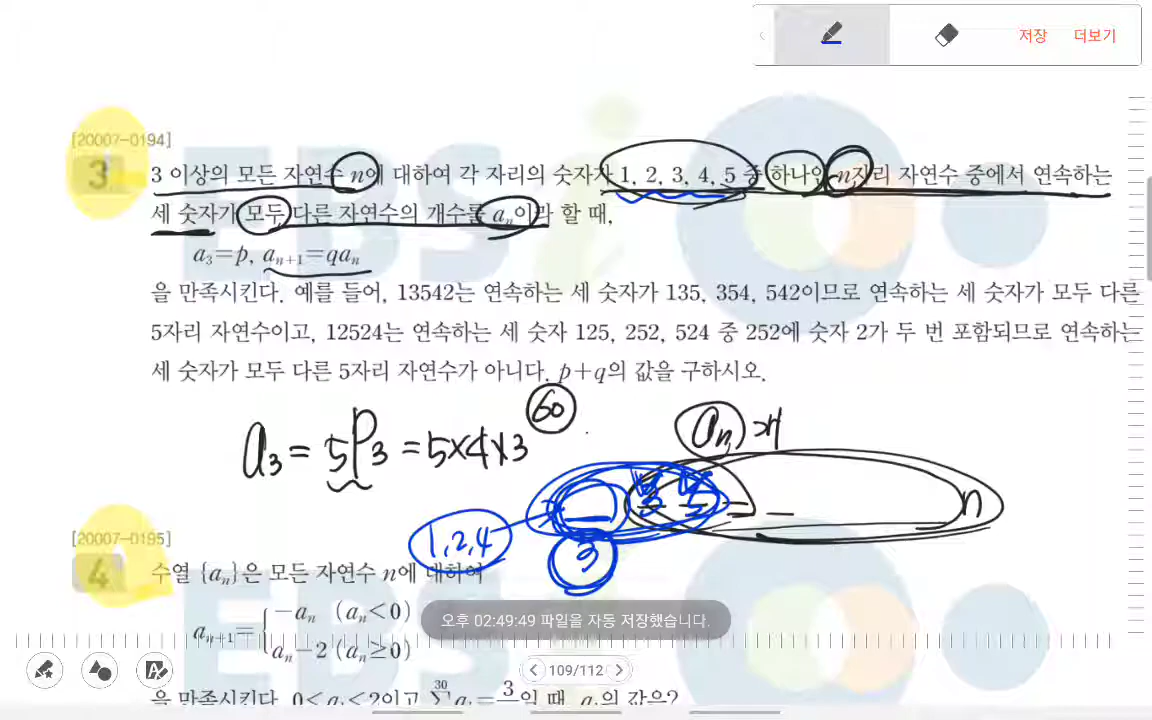 저장 더보기
[20007-0194]
3 3 이상의 모든 자연수 n에 대하여 각 자리의 숫자가 1, 2, 3, 4, 5 중 하나인 n자리 자연수 중에서 연속하는
세 숫자가 모두 다른 자연수의 개수를 aₙ이라 할 때,
a₃=p, aₙ₊₁=qaₙ
을 만족시킨다. 예를 들어, 13542는 연속하는 세 숫자가 135, 354, 542이므로 연속하는 세 숫자가 모두 다른
5자리 자연수이고, 12524는 연속하는 세 숫자 125, 252, 524 중 252에 숫자 2가 두 번 포함되므로 연속하는
세 숫자가 모두 다른 5자리 자연수가 아니다. p+q의 값을 구하시오.
a₃ = ₅P₃ = 5×4×3 60
aₙ
3 5 n
1, 2, 4
3
[20007-0195]
4 수열 {aₙ}은 모든 자연수 n에 대하여
aₙ₊₁= -aₙ (aₙ<0)
aₙ-2 (aₙ≥0)
오후 02:49:49 파일을 자동 저장했습니다.
109/112
EBSi